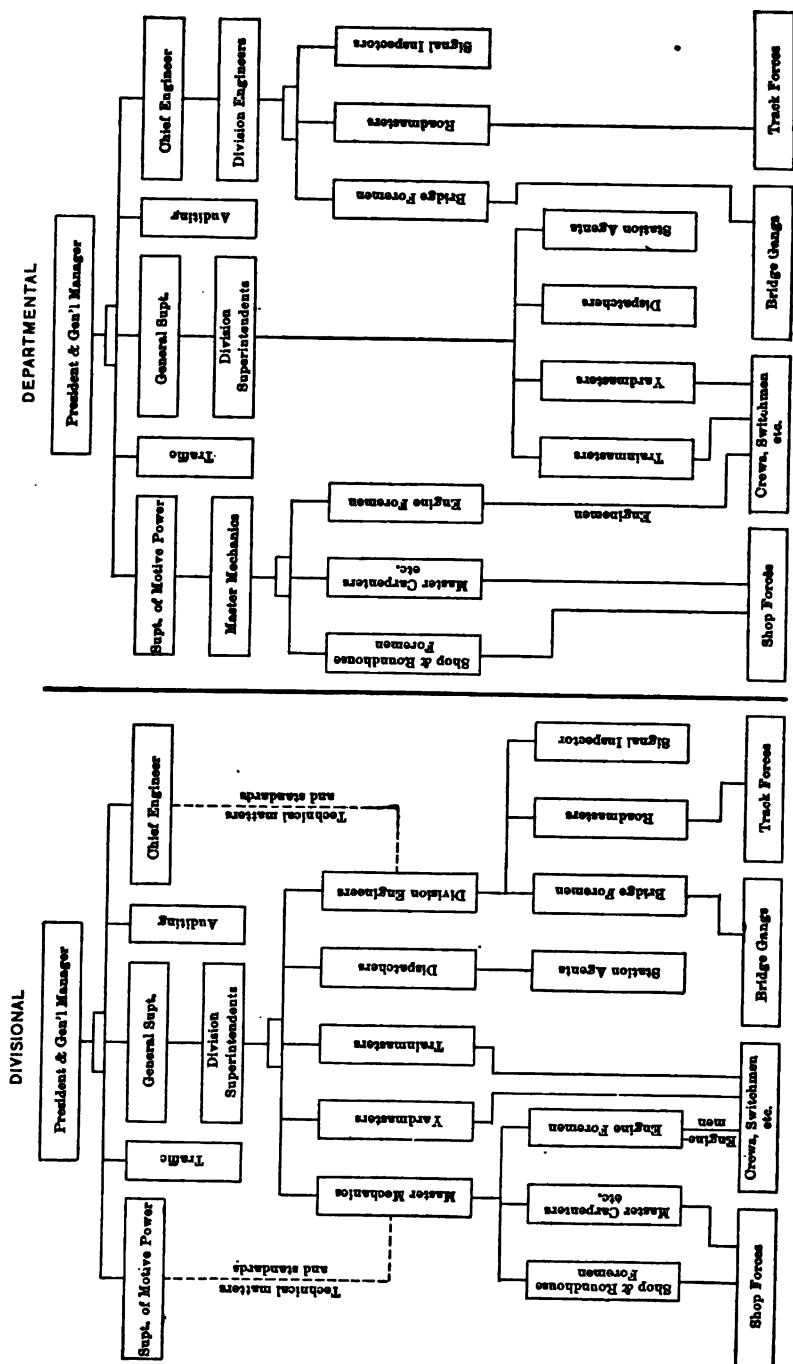 DIVISIONAL
President & Gen'l Manager
Supt. of Motive Power
Traffic
General Supt.
Auditing
Chief Engineer
Division
Superintendents
Technical matters
and standards
Technical matters
and standards
Master Mechanics
Yardmasters
Trainmasters
Dispatchers
Division Engineers
Shop & Roundhouse
Foremen
Master Carpenters
etc.
Engine Foremen
Station Agents
Bridge Foremen
Roadmasters
Signal Inspector
Engine
men
Shop Forces
Crews, Switchmen
etc.
Bridge Gangs
Track Forces
DEPARTMENTAL
President & Gen'l Manager
Supt. of Motive Power
Traffic
General Supt.
Auditing
Chief Engineer
Master Mechanics
Division
Superintendents
Division Engineers
Shop & Roundhouse
Foremen
Master Carpenters
etc.
Engine Foremen
Bridge Foremen
Roadmasters
Signal Inspectors
Trainmasters
Yardmasters
Dispatchers
Station Agents
Enginemen
Shop Forces
Crews, Switchmen
etc.
Bridge Gangs
Track Forces